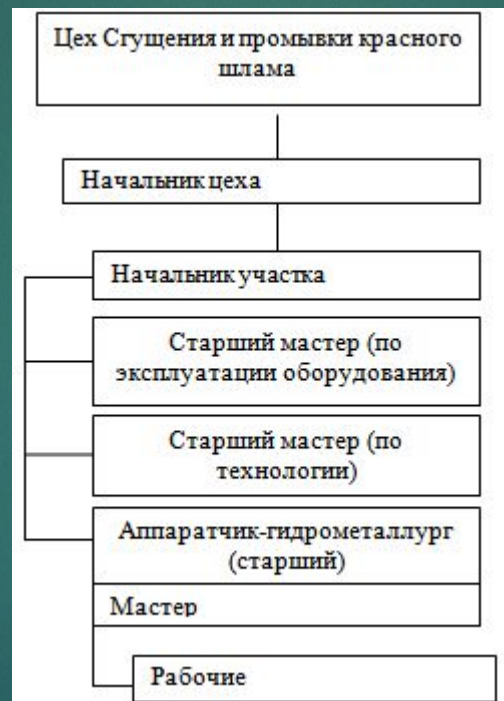 Цех Сгущения и промывки красного
шлама
Начальник цеха
Начальник участка
Старший мастер (по
эксплуатации оборудования)
Старший мастер (по
технологии)
Аппаратчик-гидрометаллург
(старший)
Мастер
Рабочие